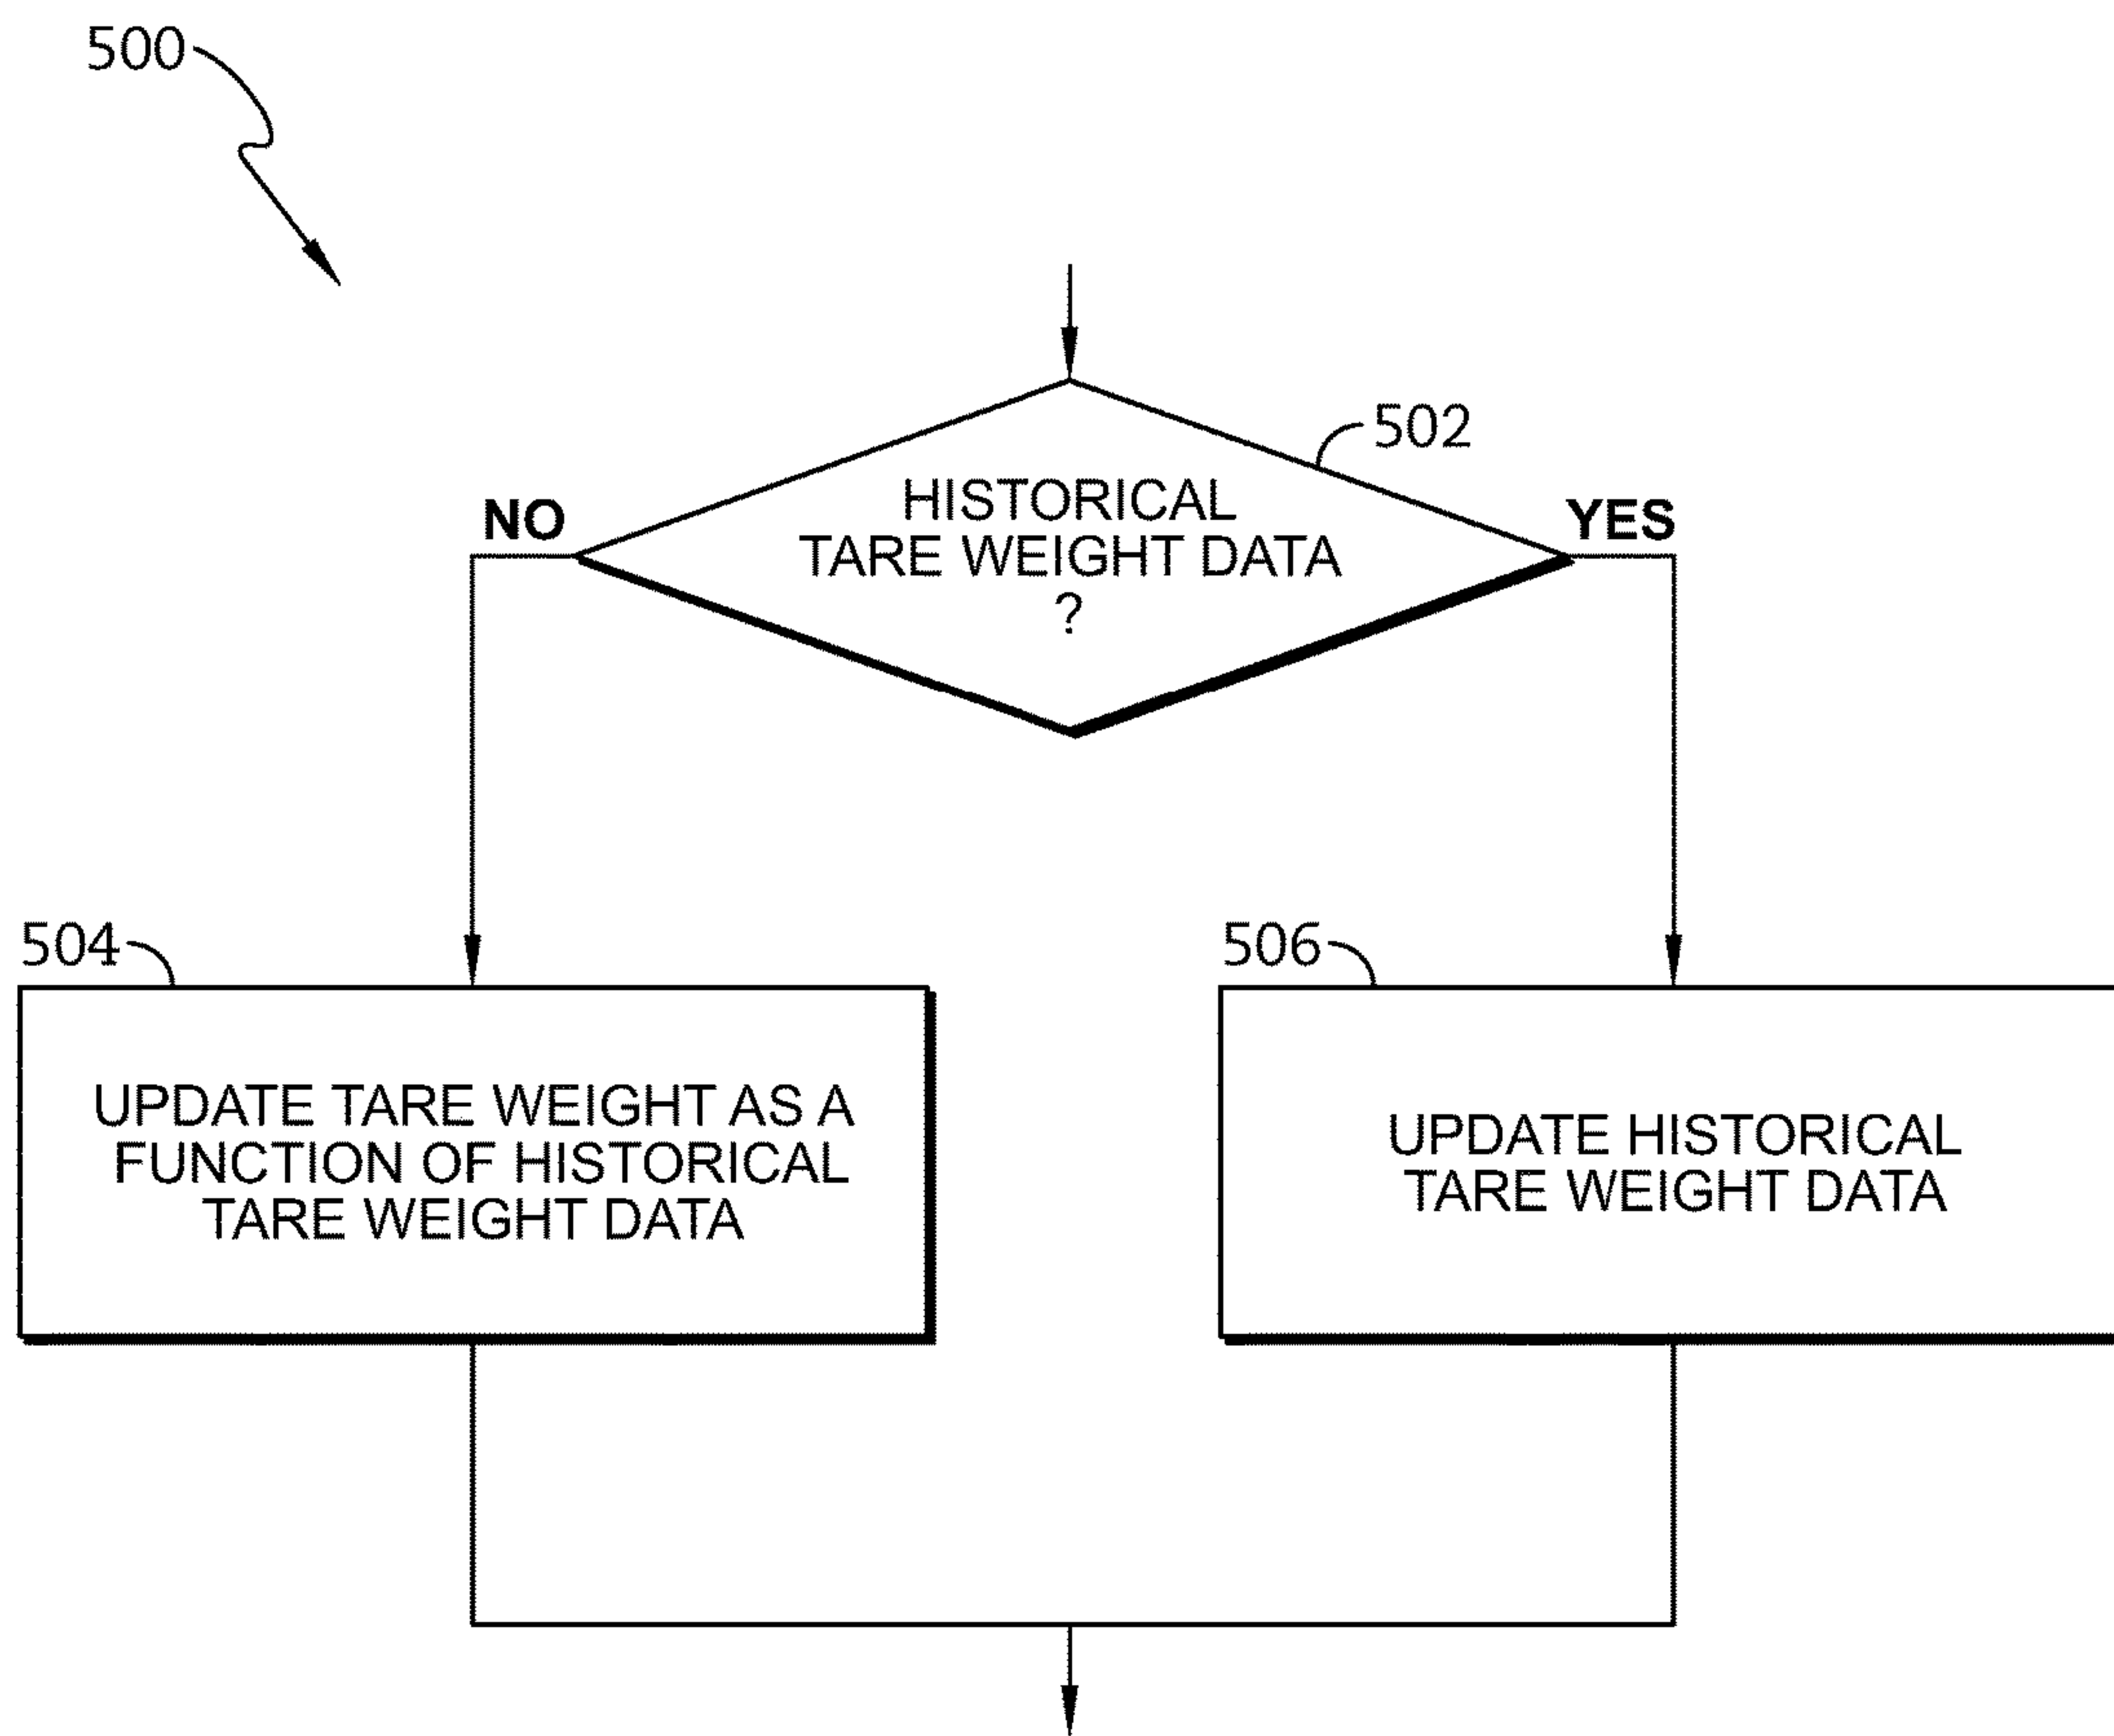 500
502
HISTORICAL
TARE WEIGHT DATA
?
NO
YES
504
UPDATE TARE WEIGHT AS A
FUNCTION OF HISTORICAL
TARE WEIGHT DATA
506
UPDATE HISTORICAL
TARE WEIGHT DATA